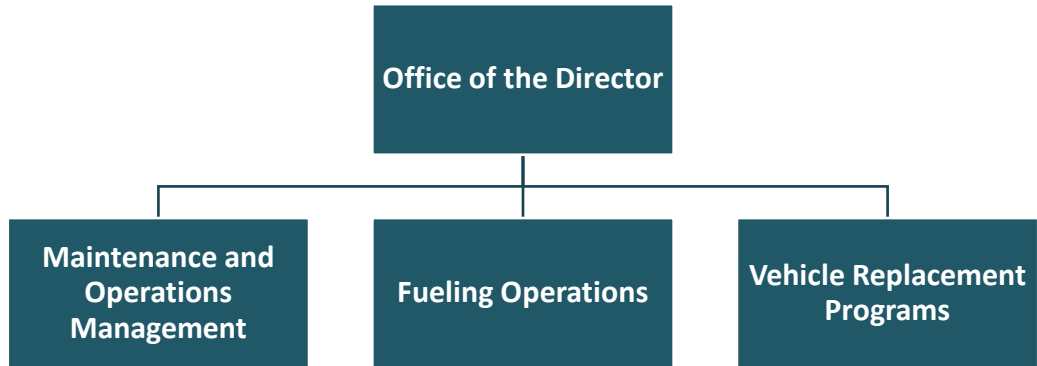 Office of the Director
Maintenance and
Operations
Management
Fueling Operations
Vehicle Replacement
Programs